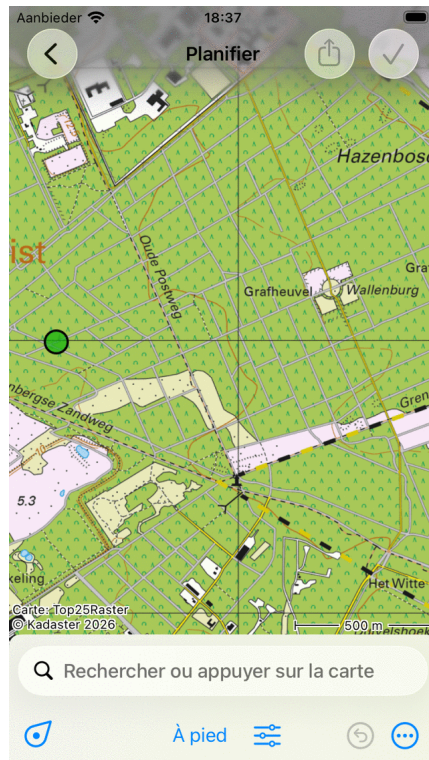 Aanbieder 18:37
Planifier
Hazenbos
ist
Oude Postweg
Gra
Grafheuvel Wallenburg
nbergse Zandweg
Gren
5.3
keling
Het Witte
Carte: Top25Raster
© Kadaster 2026
500 m
Duivelshoek
Rechercher ou appuyer sur la carte
À pied